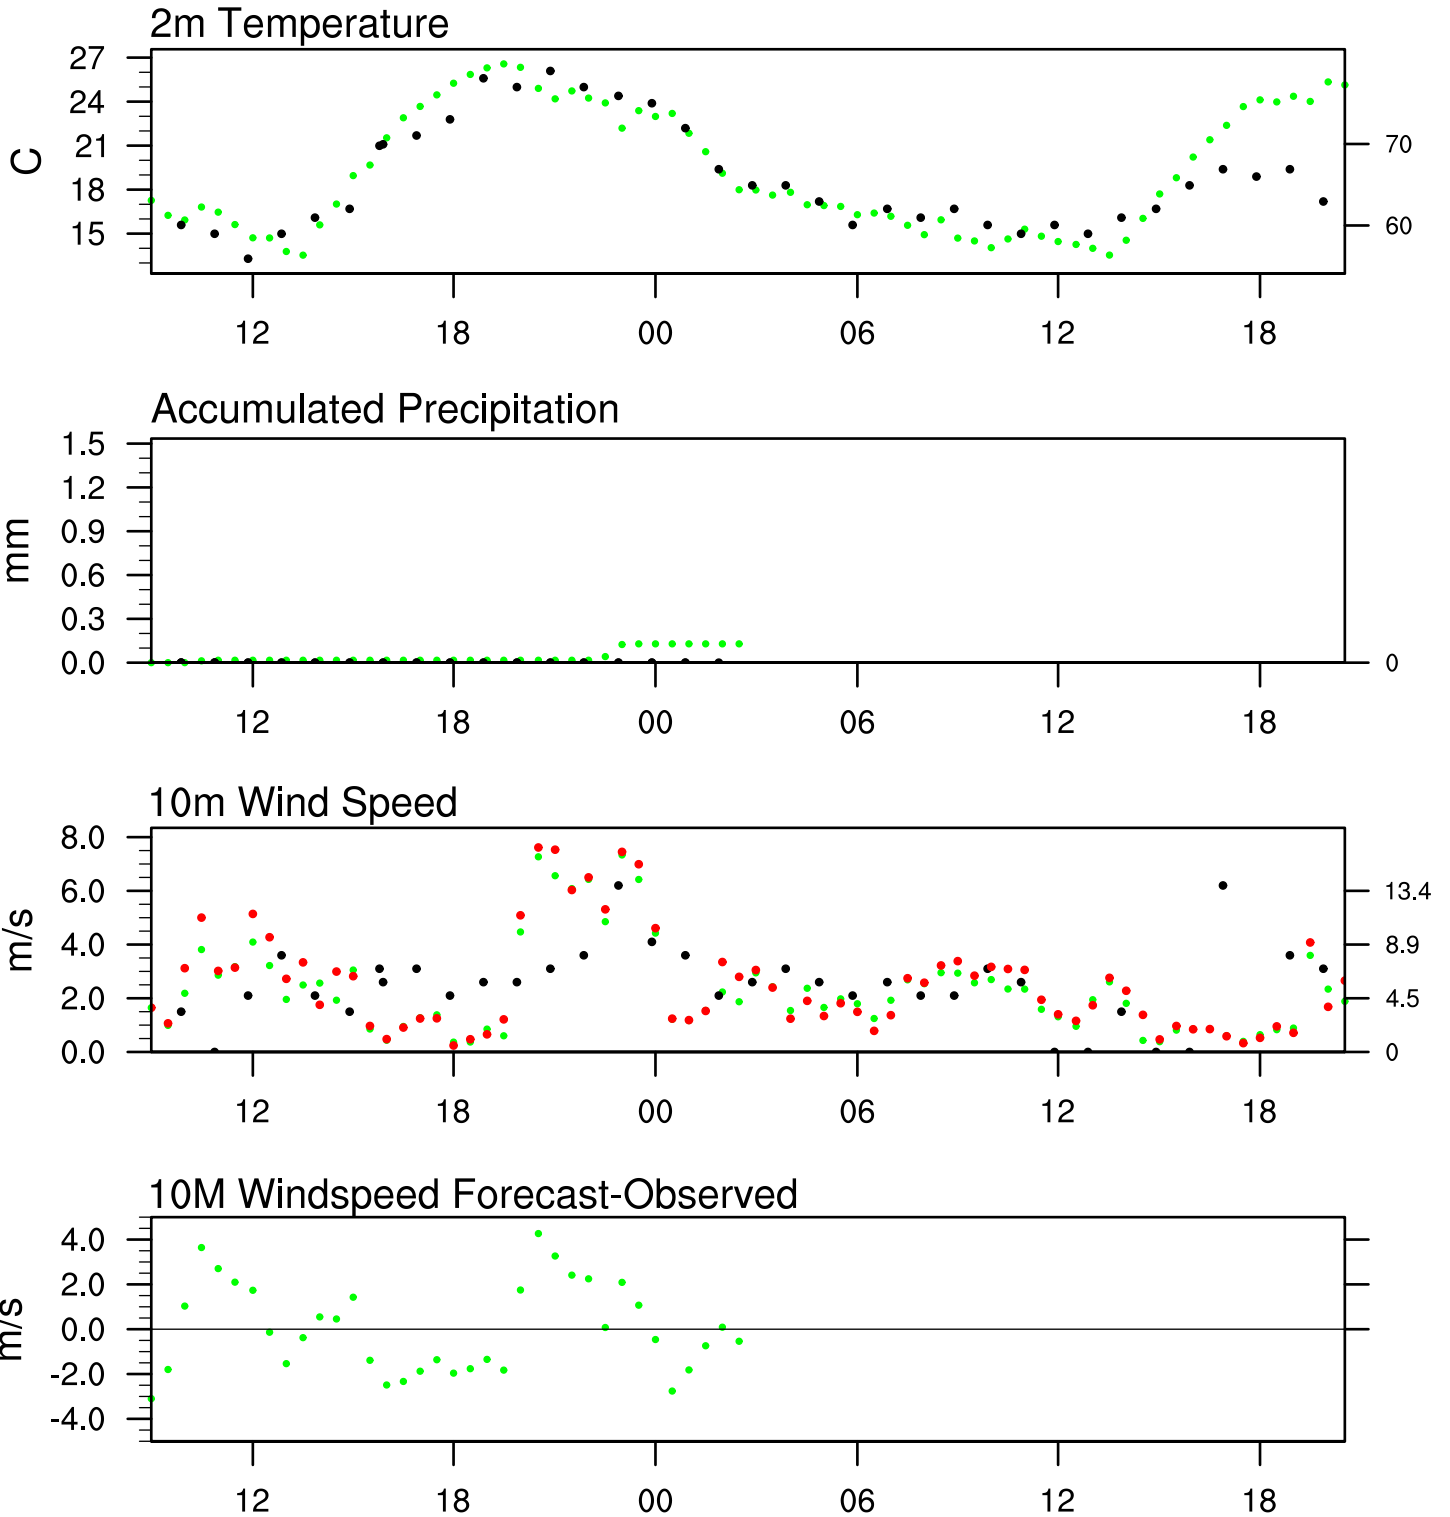 2m Temperature
27
24
21
18
15
C
70
60
12 18 00 06 12 18
Accumulated Precipitation
1.5
1.2
0.9
0.6
0.3
0.0
mm
0
12 18 00 06 12 18
10m Wind Speed
8.0
6.0
4.0
2.0
0.0
m/s
13.4
8.9
4.5
0
12 18 00 06 12 18
10M Windspeed Forecast-Observed
4.0
2.0
0.0
-2.0
-4.0
m/s
12 18 00 06 12 18